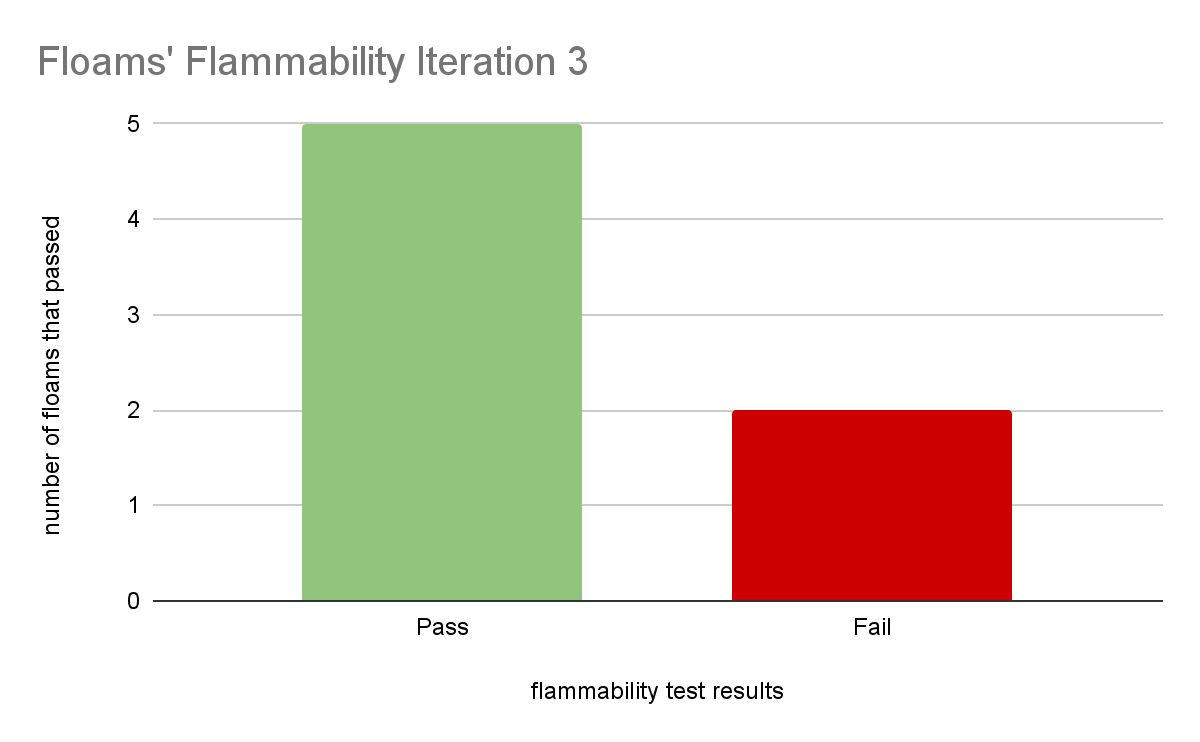 Floams' Flammability Iteration 3
5
4
3
2
1
0
number of floams that passed
Pass
Fail
flammability test results